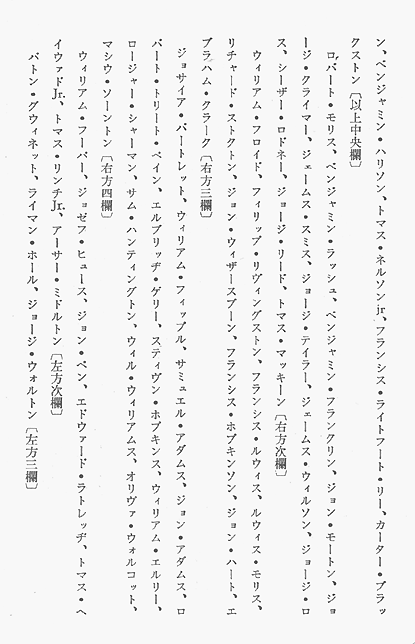 ン、ベンジャミン・ハリソン、トマス・ネルソンjr、フランシス・ライトフート・リー、カーター・ブラッ
クストン〔以上中央欄〕
ロバート・モリス、ベンジャミン・ラッシュ、ベンジャミン・フランクリン、ジョン・モートン、ジョ
ージ・クライマー、ジェームス・スミス、ジョージ・テイラー、ジェームス・ウィルソン、ジョージ・ロ
ス、シーザー・ロドネー、ジョージ・リード、トマス・マッキーン〔右方次欄〕
ウィリアム・フロイド、フィリップ・リヴィングストン、フランシス・ルウィス、ルウィス・モリス、
リチャード・ストクトン、ジョン・ウィザースプーン、フランシス・ホプキンソン、ジョン・ハート、エ
ブラハム・クラーク〔右方三欄〕
ジョサイア・バートレット、ウィリアム・フィップル、サミュエル・アダムス、ジョン・アダムス、ロ
バート・トリート・ペイン、エルブリッヂ・ゲリー、スティヴン・ホプキンス、ウィリアム・エルリー、
ロージャー・シャーマン、サム・ハンティングトン、ウィル・ウィリアムス、オリヴァ・ウォルコット、
マシウ・ソーントン〔右方四欄〕
ウィリアム・フーパー、ジョゼフ・ヒュース、ジョン・ペン、エドワード・ラトレッヂ、トマス・ヘ
イワァドJr、トマス・リンチJr、アーサー・ミドルトン〔左方次欄〕
バトン・グウィネット、ライマン・ホール、ジョージ・ウォルトン〔左方三欄〕